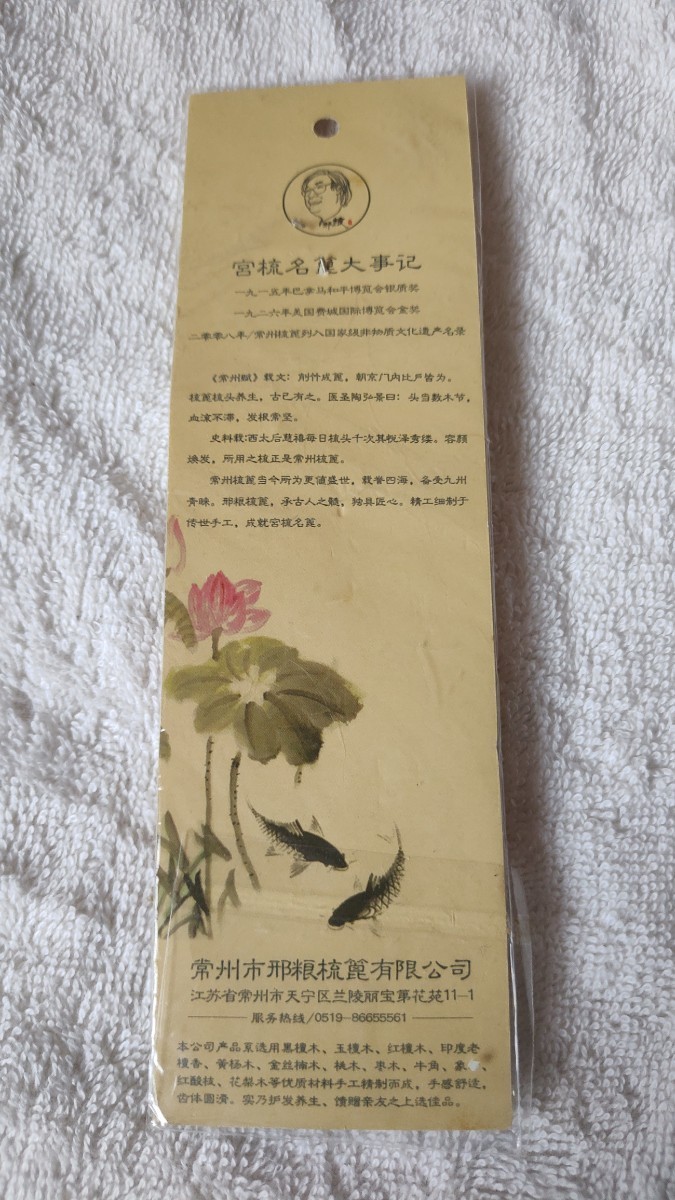 宫梳名篦大事记
一九一五年巴拿马和平博览会银质奖
一九二六年美国费城国际博览会金奖
二零零八年/常州梳篦列入国家级非物质文化遗产名录
《常州赋》载文：削竹成篦，朝京门内比户皆为。
梳篦梳头养生，古已有之。医圣陶弘景曰：头当数木节，
血流不滞，发根常坚。
史料载:西太后慈禧每日梳头千次其悦泽秀缕。容颜
焕发，所用之梳正是常州梳篦。
常州梳篦当今所为更值盛世，载誉四海，备受九州
青睐。邢粮梳篦，承古人之髓，独具匠心。精工细制于
传世手工，成就宫梳名篦。
常州市邢粮梳篦有限公司
江苏省常州市天宁区兰陵丽宝第花苑11-1
服务热线/0519-86655561
本公司产品系选用黑檀木、玉檀木、红檀木、印度老
檀香、黄杨木、金丝楠木、桃木、枣木、牛角、象
红酸枝、花梨木等优质材料手工精制而成，手感舒适，
齿体圆滑。实乃护发养生、馈赠亲友之上选佳品。